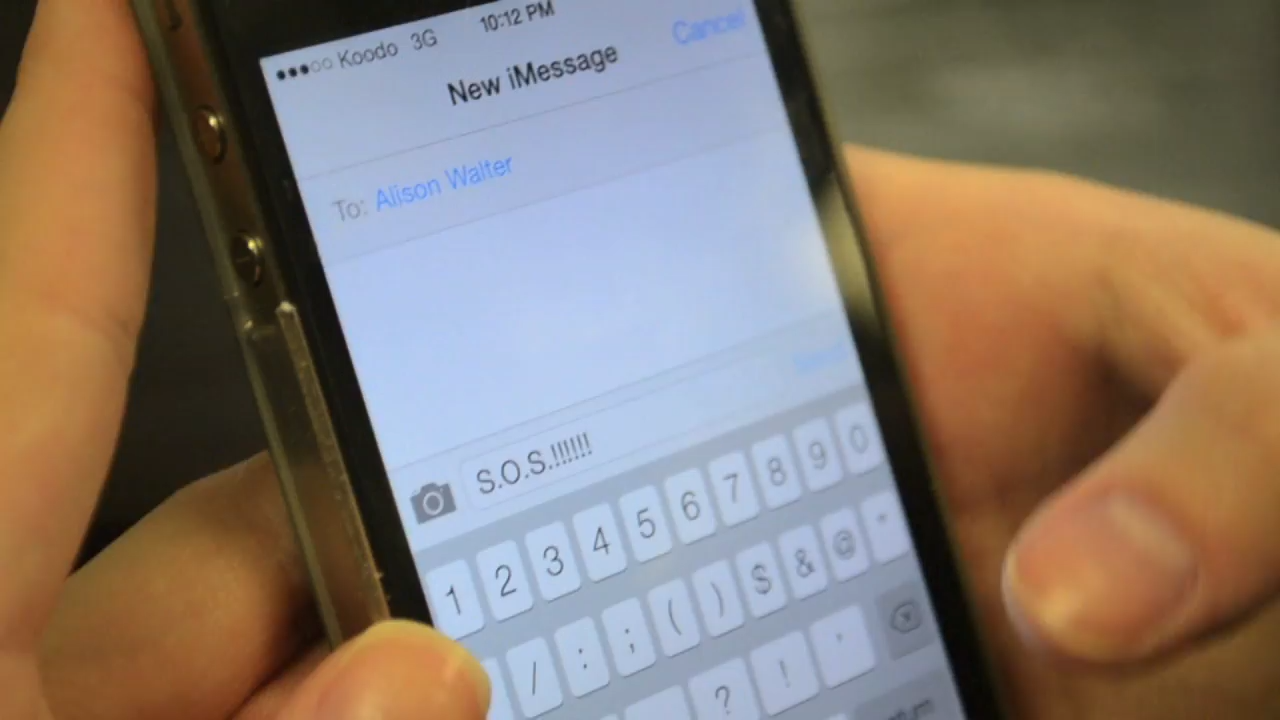 Koodo 3G 10:12 PM
New iMessage Cancel
To: Alison Walter
Send
S.O.S.!!!!!!!
1 2 3 4 5 6 7 8 9 0
/ : ; ( ) $ & @ "
? ! '